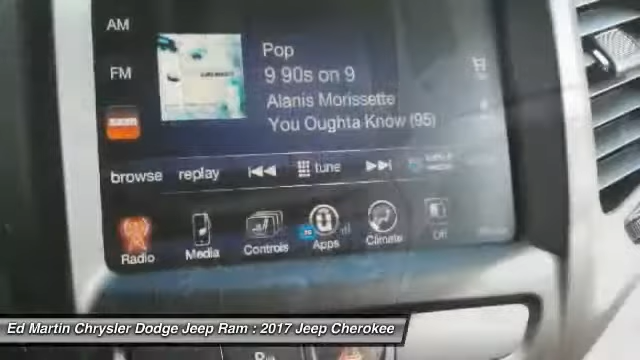 AM
FM
Pop
9 90s on 9
Alanis Morissette
You Oughta Know (95)
browse
replay
tune
Radio
Media
Controls
Apps
Climate
Off
Ed Martin Chrysler Dodge Jeep Ram : 2017 Jeep Cherokee